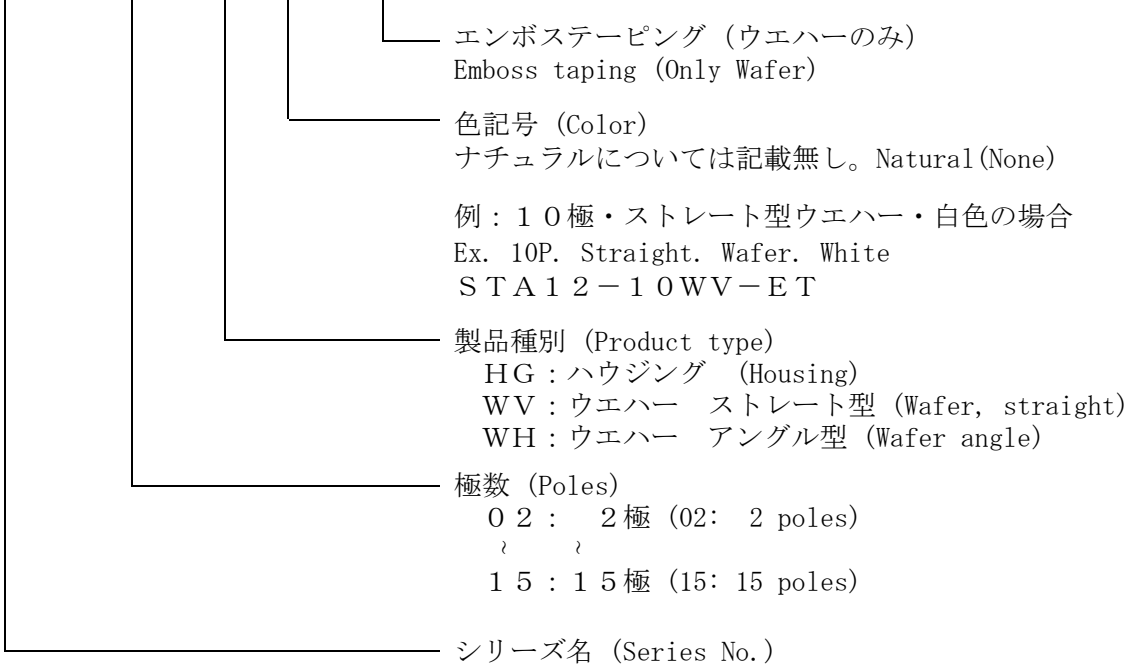 エンボステーピング (ウエハーのみ)
Emboss taping (Only Wafer)
色記号 (Color)
ナチュラルについては記載無し。Natural(None)
例：１０極・ストレート型ウエハー・白色の場合
Ex. 10P. Straight. Wafer. White
ＳＴＡ１２－１０ＷＶ－ＥＴ
製品種別 (Product type)
ＨＧ：ハウジング (Housing)
ＷＶ：ウエハー　ストレート型 (Wafer, straight)
ＷＨ：ウエハー　アングル型 (Wafer angle)
極数 (Poles)
０２：　２極 (02:  2 poles)
～　～
１５：１５極 (15: 15 poles)
シリーズ名 (Series No.)